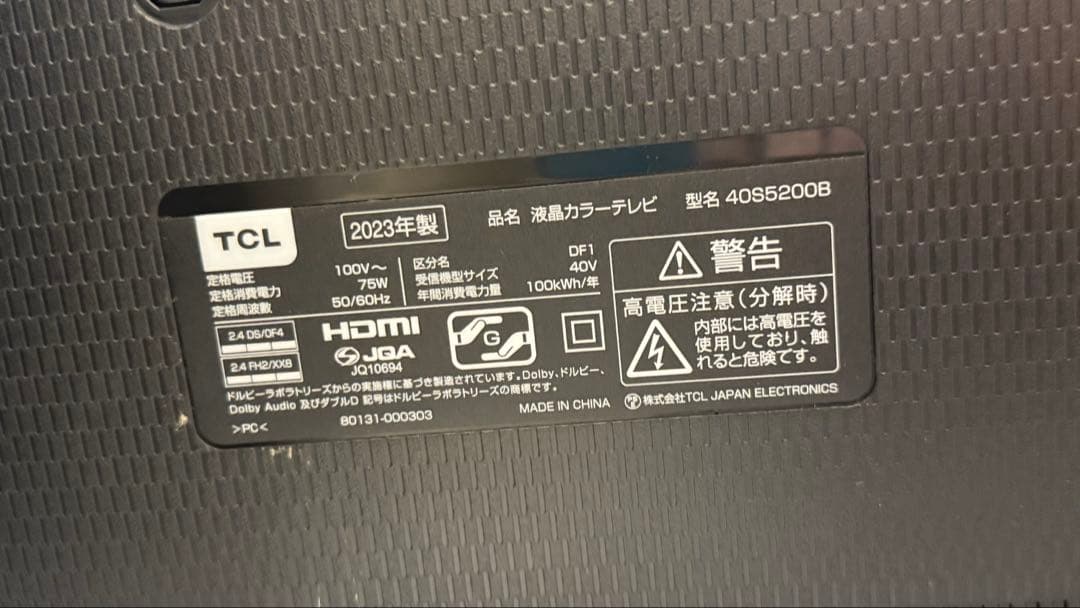 TCL
2023年製
品名 液晶カラーテレビ
型名 40S5200B
定格電圧 100V～
定格消費電力 75W
定格周波数 50/60Hz
区分名 DF1
受信機型サイズ 40V
年間消費電力量 100kWh/年
2.4 DS/OF4
2.4 FH2/XXB
HDMI
JQA
JQ10694
G
警告
高電圧注意(分解時)
内部には高電圧を
使用しており、触
れると危険です。
ドルビーラボラトリーズからの実施権に基づき製造されています。Dolby、ドルビー、
Dolby Audio 及びダブルD 記号はドルビーラボラトリーズの商標です。
>PC<
80131-000303
MADE IN CHINA
株式会社TCL JAPAN ELECTRONICS